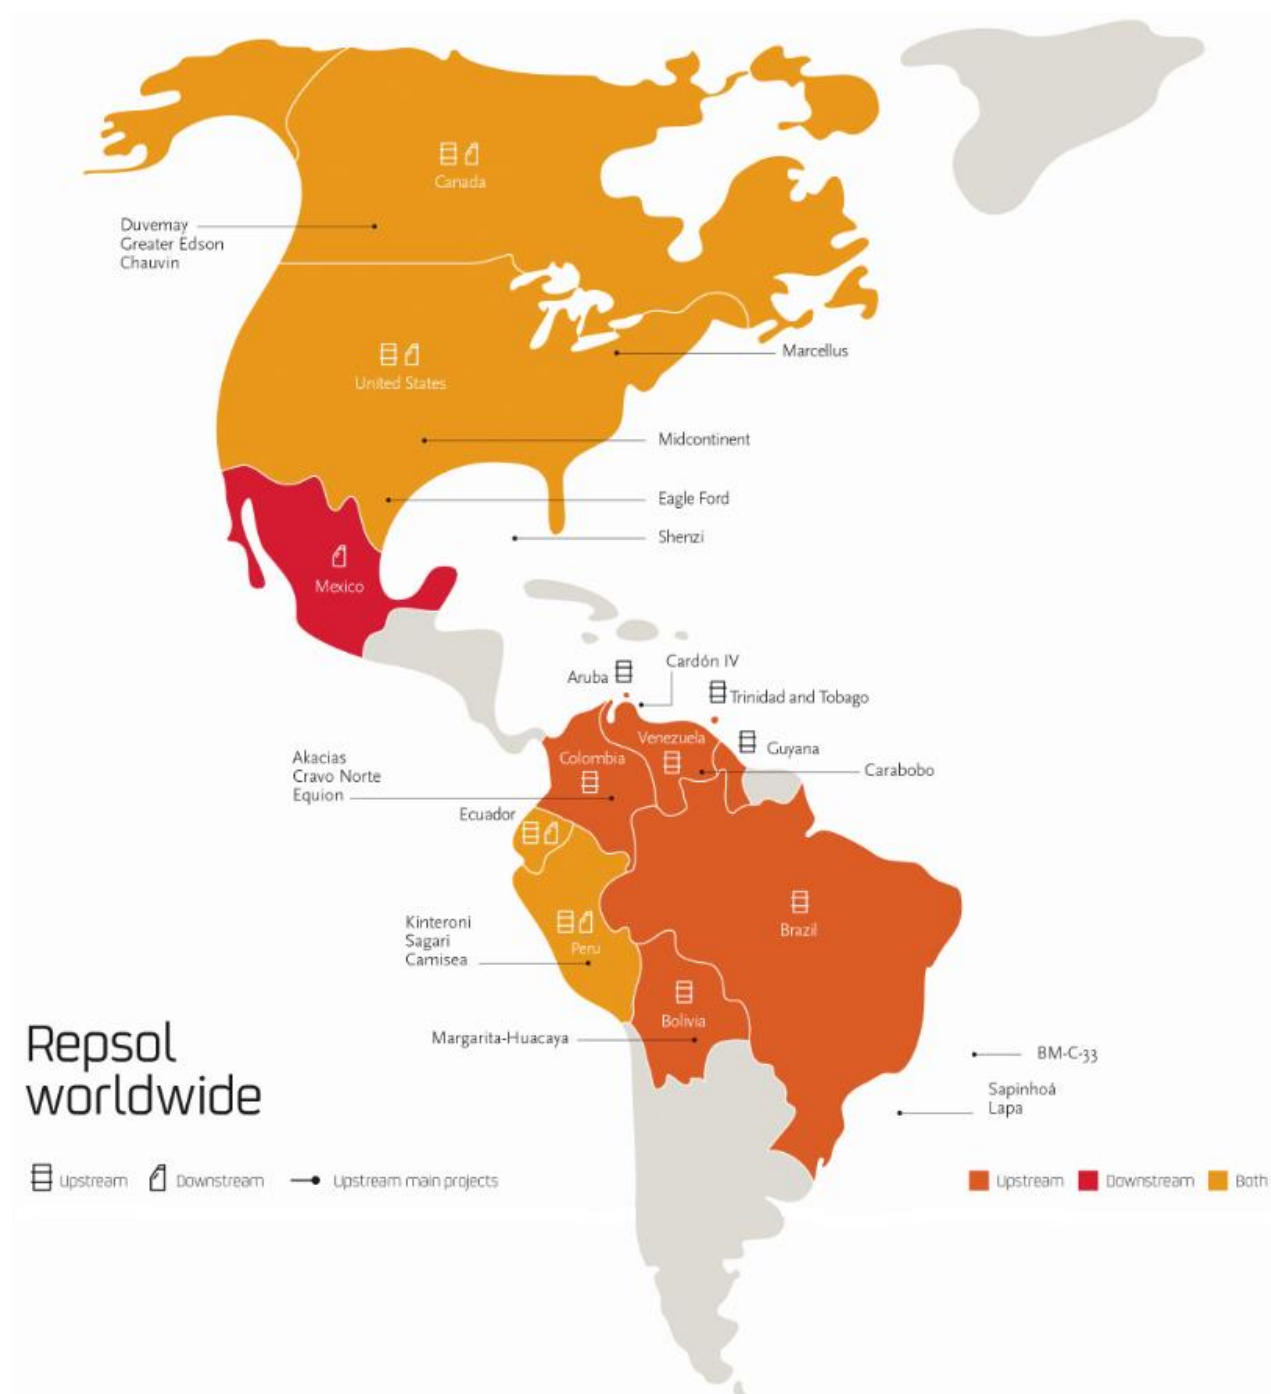 Canada
Duvernay
Greater Edson
Chauvin
Marcellus
United States
Midcontinent
Eagle Ford
Shenzi
Mexico
Aruba
Cardón IV
Trinidad and Tobago
Venezuela
Guyana
Colombia
Carabobo
Akacias
Cravo Norte
Equion
Ecuador
Kinteroni
Sagari
Camisea
Peru
Brazil
Bolivia
Margarita-Huacaya
BM-C-33
Sapinhoá
Lapa
Repsol
worldwide
Upstream Downstream Upstream main projects
Upstream Downstream Both